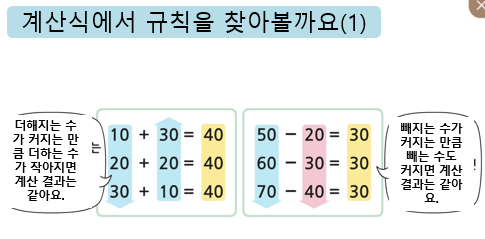 계산식에서 규칙을 찾아볼까요(1)
더해지는 수
가 커지는 만
큼 더하는 수
가 작아지면
계산 결과는
같아요.
는
10 + 30 = 40
20 + 20 = 40
30 + 10 = 40
50 − 20 = 30
60 − 30 = 30
70 − 40 = 30
빼지는 수가
커지는 만큼
빼는 수도
커지면 계산
결과는 같아
요.